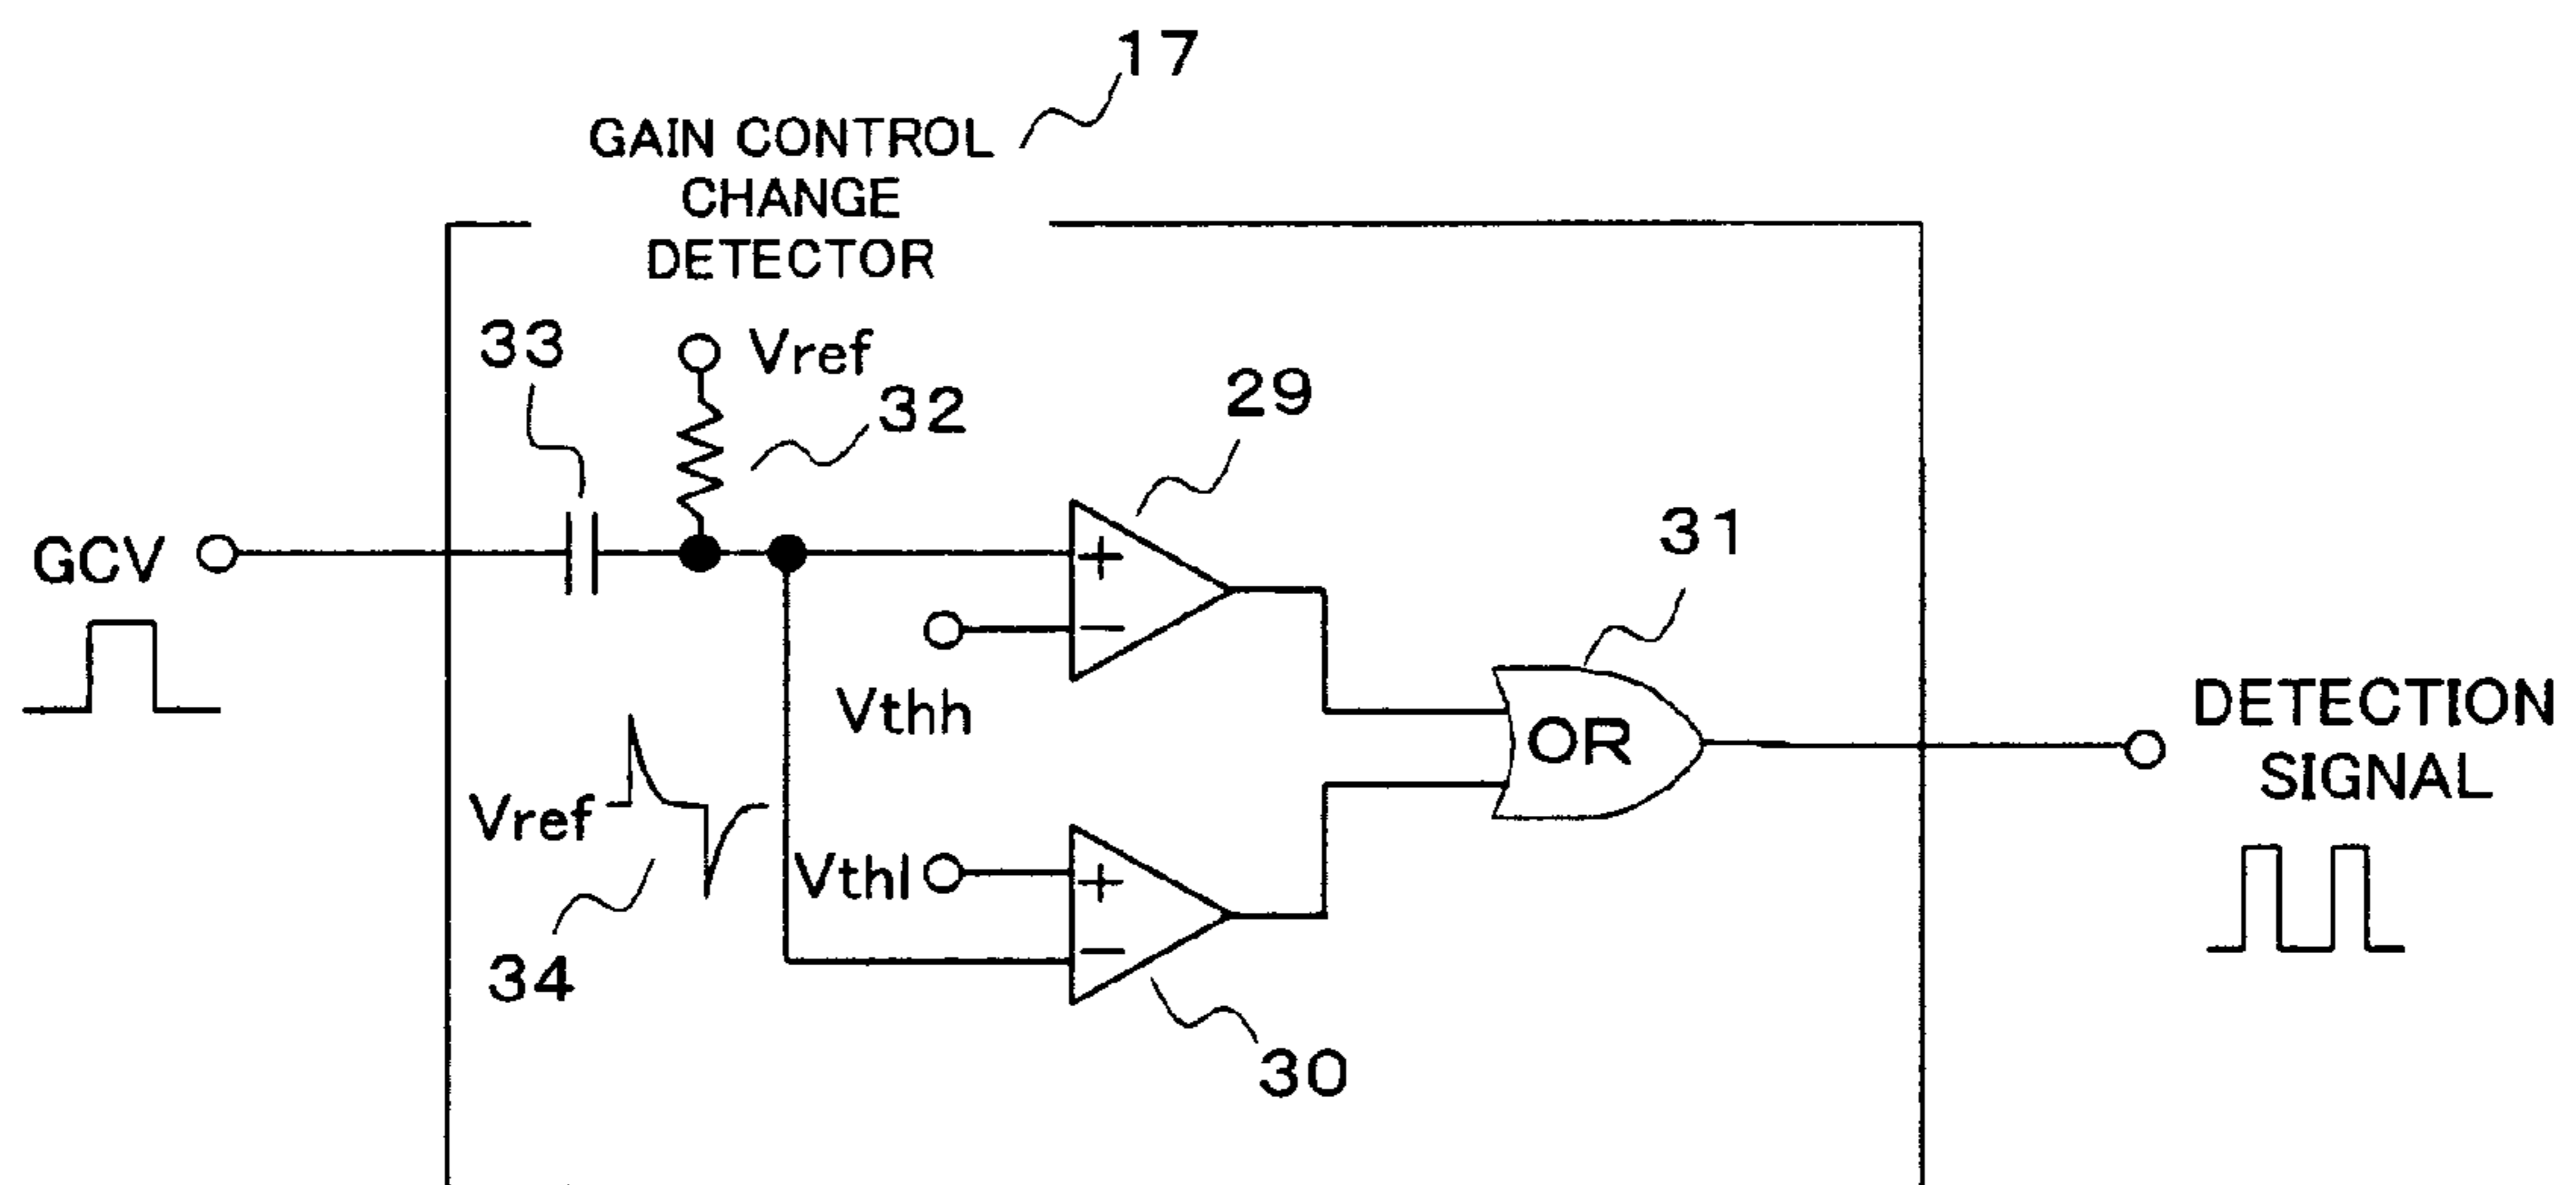 17
GAIN CONTROL
CHANGE
DETECTOR
33
Vref
32
29
GCV
31
Vthh
OR
DETECTION
SIGNAL
Vref
Vthl
34
30